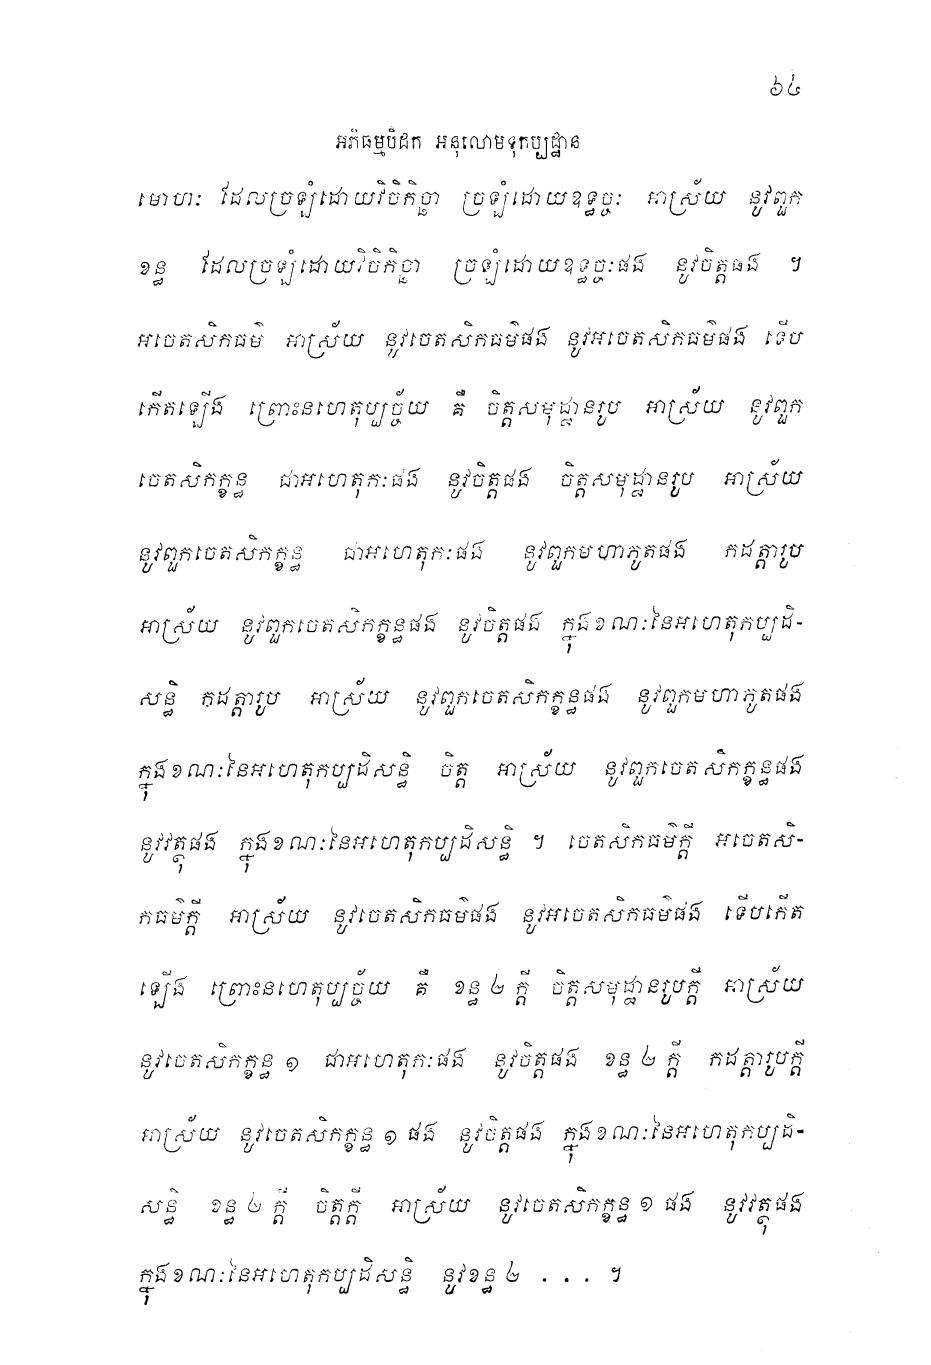 ៦៤
អភិធម្មបិដក អនុលោមទុកប្បដ្ឋាន
មោហៈ ដែលច្រឡំដោយវិចិកិច្ឆា ច្រឡំដោយឧទ្ធច្ចៈ អាស្រ័យ នូវពួក
ខន្ធ ដែលច្រឡំដោយវិចិកិច្ឆា ច្រឡំដោយឧទ្ធច្ចៈផង នូវចិត្តផង ។
អចេតសិកធម៌ អាស្រ័យ នូវចេតសិកធម៌ផង នូវអចេតសិកធម៌ផង ទើប
កើតឡើង ព្រោះនហេតុប្បច្ច័យ គឺ ចិត្តសមុដ្ឋានរូប អាស្រ័យ នូវពួក
ចេតសិកក្ខន្ធ ជាអហេតុកៈផង នូវចិត្តផង ចិត្តសមុដ្ឋានរូប អាស្រ័យ
នូវពួកចេតសិកក្ខន្ធ ជាអហេតុកៈផង នូវពួកមហាភូតផង កដត្តារូប
អាស្រ័យ នូវពួកចេតសិកក្ខន្ធផង នូវចិត្តផង ក្នុងខណៈនៃអហេតុកប្បដិ-
សន្ធិ កដត្តារូប អាស្រ័យ នូវពួកចេតសិកក្ខន្ធផង នូវពួកមហាភូតផង
ក្នុងខណៈនៃអហេតុកប្បដិសន្ធិ ចិត្ត អាស្រ័យ នូវពួកចេតសិកក្ខន្ធផង
នូវវត្ថុផង ក្នុងខណៈនៃអហេតុកប្បដិសន្ធិ ។ ចេតសិកធម៌ក្តី អចេតសិ-
កធម៌ក្តី អាស្រ័យ នូវចេតសិកធម៌ផង នូវអចេតសិកធម៌ផង ទើបកើត
ឡើង ព្រោះនហេតុប្បច្ច័យ គឺ ខន្ធ ២ ក្តី ចិត្តសមុដ្ឋានរូបក្តី អាស្រ័យ
នូវចេតសិកក្ខន្ធ ១ ជាអហេតុកៈផង នូវចិត្តផង ខន្ធ ២ ក្តី កដត្តារូបក្តី
អាស្រ័យ នូវចេតសិកក្ខន្ធ ១ ផង នូវចិត្តផង ក្នុងខណៈនៃអហេតុកប្បដិ-
សន្ធិ ខន្ធ ២ ក្តី ចិត្តក្តី អាស្រ័យ នូវចេតសិកក្ខន្ធ ១ ផង នូវវត្ថុផង
ក្នុងខណៈនៃអហេតុកប្បដិសន្ធិ នូវខន្ធ ២ . . . ។